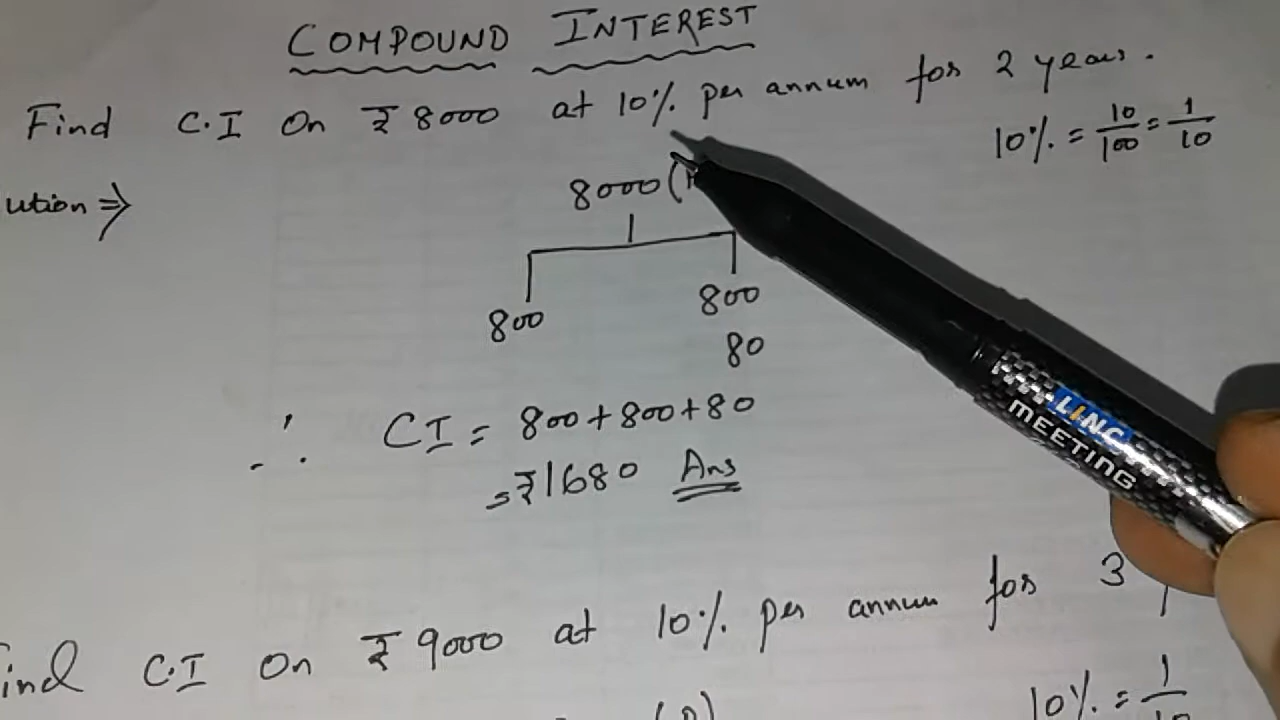 COMPOUND INTEREST
Find C.I On ₹ 8000 at 10% per annum for 2 years.
10% = 10/100 = 1/10
ution ⇒
8000 (
800 800
80
∴ CI = 800+800+80
= ₹1680 Ans
LINC
MEETING
ind C.I On ₹ 9000 at 10% per annum for 3
10% = 1/10